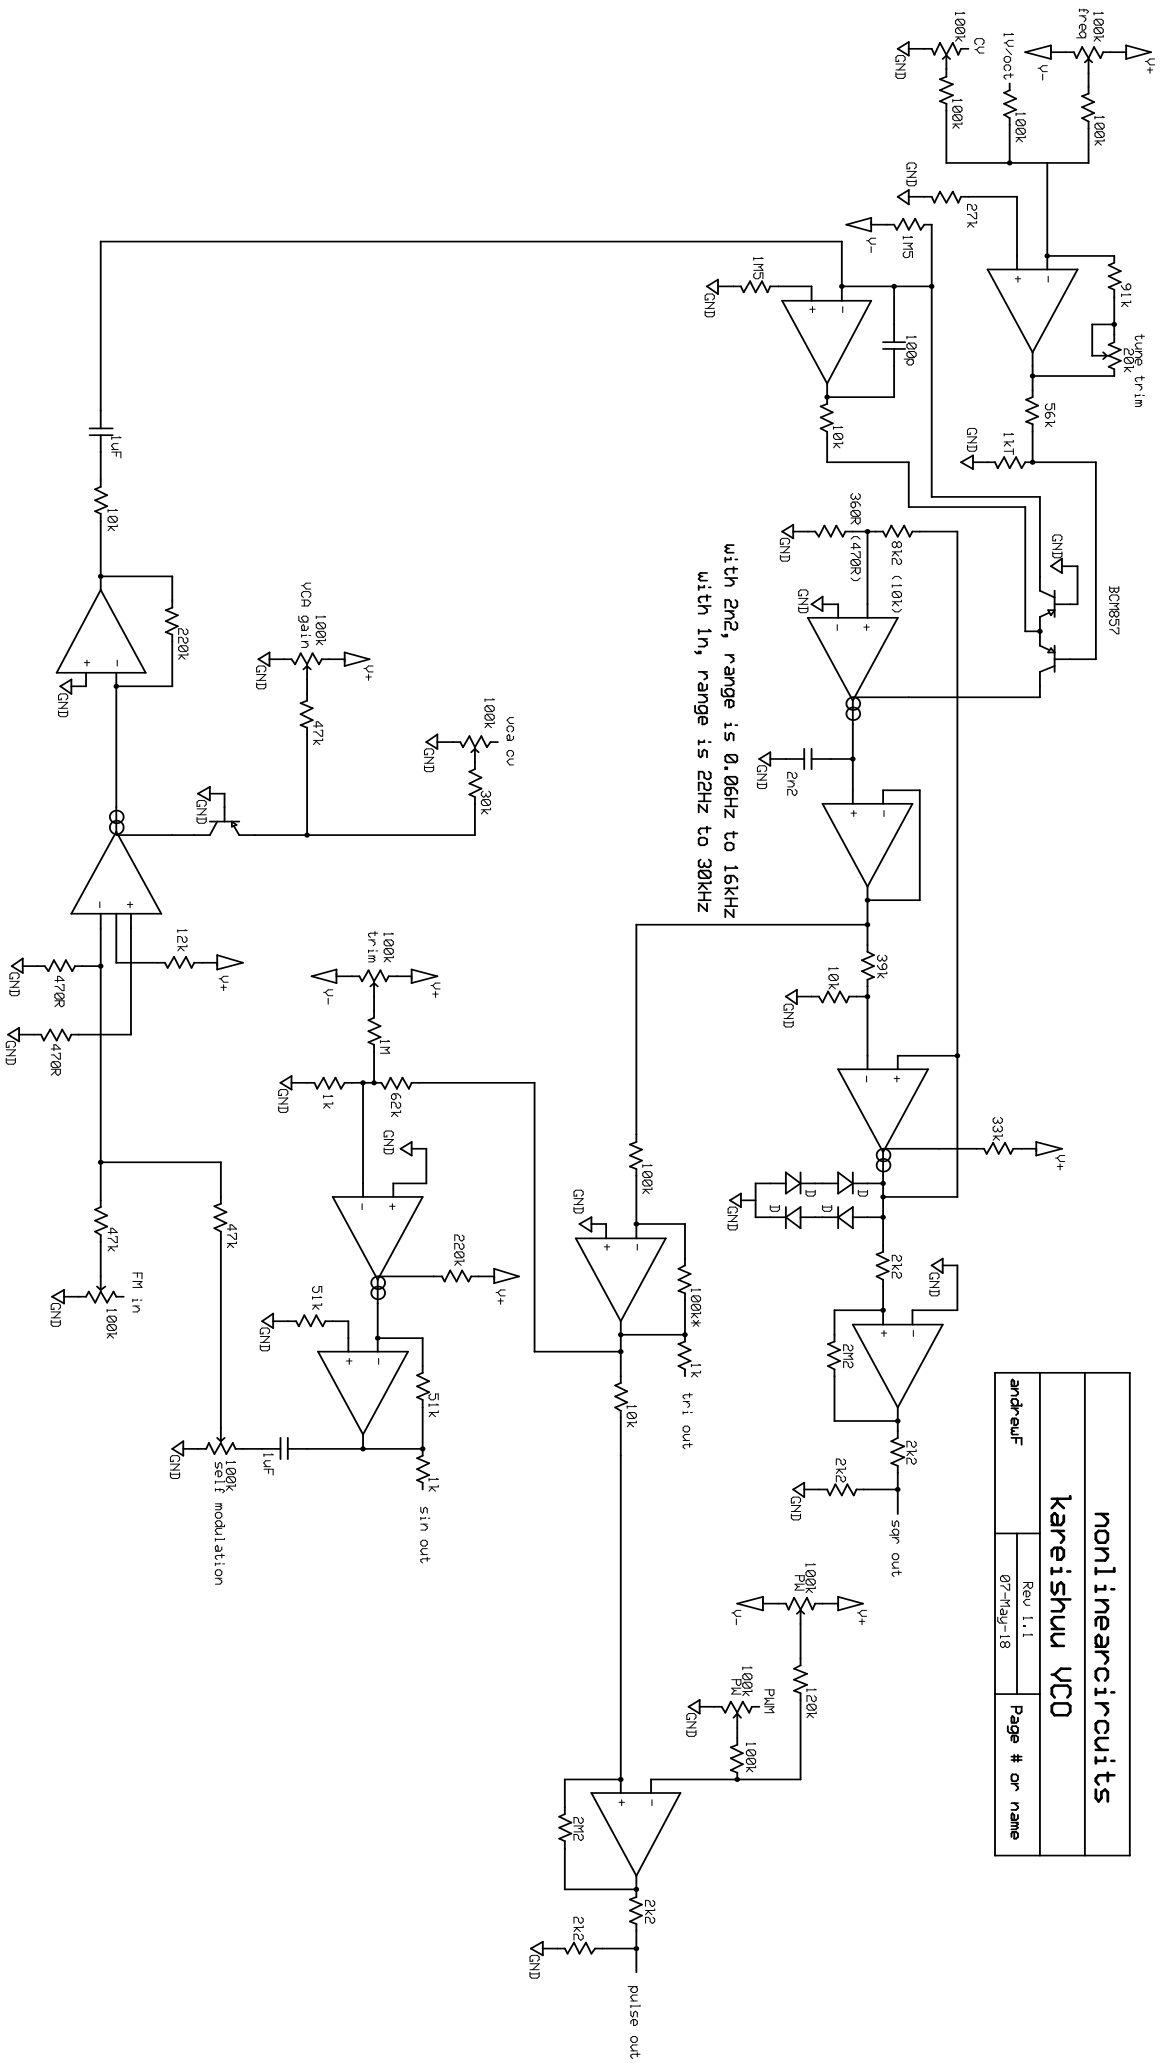 nonlinearcircuits
kareishuu VCO
andrewF
Rev 1.1
07-May-18
Page # or name
V+
100k
freq
V-
100k
1V/oct
100k
CV
100k
GND
100k
GND
27k
91k
tune trim
20k
56k
1kT
GND
BCM857
GND
V-
1M5
1M5
GND
100p
10k
8k2 (10k)
360R (470R)
GND
GND
2n2
GND
with 2n2, range is 0.06Hz to 16kHz
with 1n, range is 22Hz to 30kHz
39k
10k
GND
33k
V+
D
D
D
D
GND
2k2
GND
2M2
2k2
2k2
GND
sqr out
100k
GND
100k*
1k
tri out
10k
V+
100k
PW
V-
120k
PWM
100k
PW
GND
100k
2M2
2k2
2k2
GND
pulse out
V+
100k
trim
V-
1M
62k
1k
GND
GND
220k
V+
51k
GND
51k
1k
sin out
1uF
100k
self modulation
GND
vca cv
100k
GND
30k
V+
100k
VCA gain
GND
47k
GND
1uF
10k
220k
GND
12k
V+
470R
GND
470R
GND
47k
47k
FM in
100k
GND
+
-
+
-
+
-
+
-
+
-
+
-
+
-
+
-
+
-
+
-
+
-
+
-